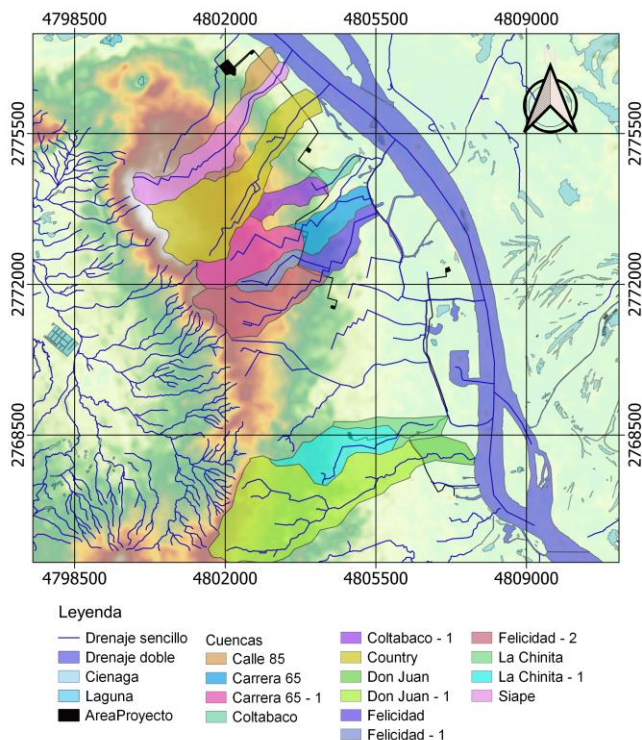 4798500 4802000 4805500 4809000
2775500
2772000
2768500
2775500
2772000
2768500
4798500 4802000 4805500 4809000
Leyenda
Drenaje sencillo
Drenaje doble
Cienaga
Laguna
AreaProyecto
Cuencas
Calle 85
Carrera 65
Carrera 65 - 1
Coltabaco
Coltabaco - 1
Country
Don Juan
Don Juan - 1
Felicidad
Felicidad - 1
Felicidad - 2
La Chinita
La Chinita - 1
Siape